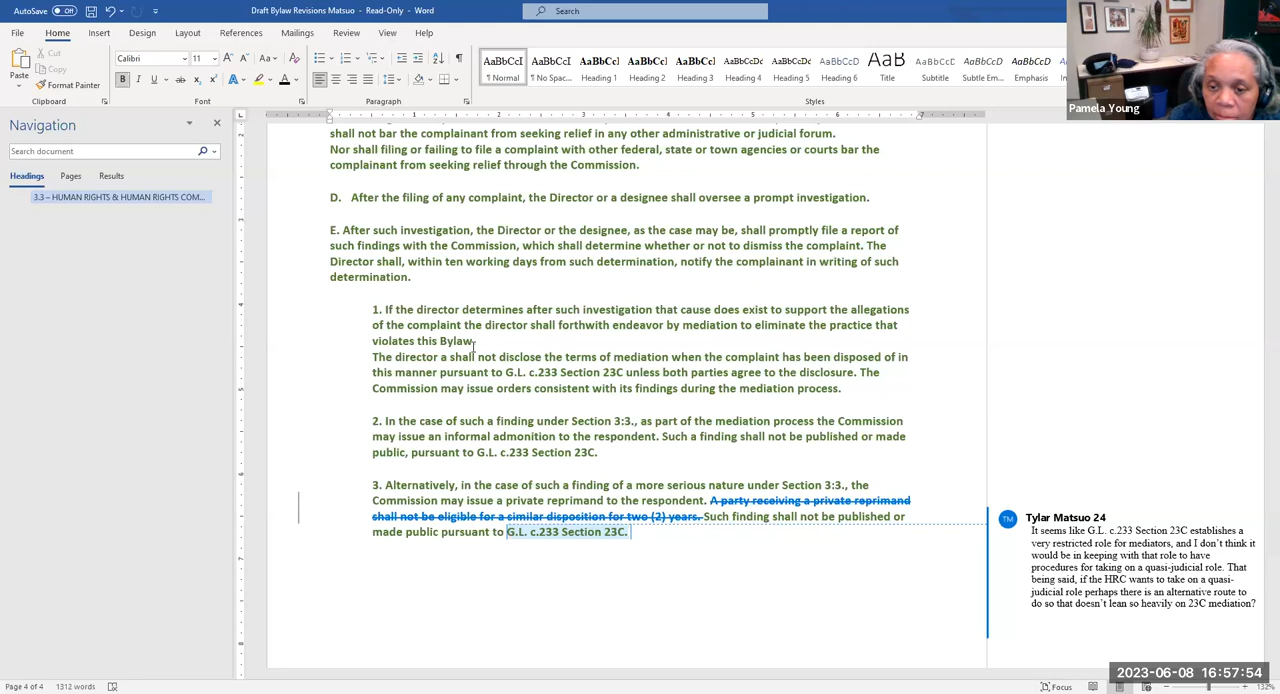 AutoSave Off Draft Bylaw Revisions Matsuo - Read-Only - Word Search
File Home Insert Design Layout References Mailings Review View Help
Cut
Copy
Format Painter
Paste
Calibri 11
AaBbCcI AaBbCcI AaBbCc AaBbCc AaBbCc AaBbCcDc AaBbCcDc AaBbCcD AaB AaBbCcC AaBbCcD AaBbCcD
¶ Normal ¶ No Spac... Heading 1 Heading 2 Heading 3 Heading 4 Heading 5 Heading 6 Title Subtitle Subtle Em... Emphasis
Clipboard Font Paragraph Styles
Pamela Young
Navigation
Search document
Headings Pages Results
3.3 – HUMAN RIGHTS & HUMAN RIGHTS COM...
shall not bar the complainant from seeking relief in any other administrative or judicial forum.
Nor shall filing or failing to file a complaint with other federal, state or town agencies or courts bar the
complainant from seeking relief through the Commission.
D. After the filing of any complaint, the Director or a designee shall oversee a prompt investigation.
E. After such investigation, the Director or the designee, as the case may be, shall promptly file a report of
such findings with the Commission, which shall determine whether or not to dismiss the complaint. The
Director shall, within ten working days from such determination, notify the complainant in writing of such
determination.
1. If the director determines after such investigation that cause does exist to support the allegations
of the complaint the director shall forthwith endeavor by mediation to eliminate the practice that
violates this Bylaw.
The director a shall not disclose the terms of mediation when the complaint has been disposed of in
this manner pursuant to G.L. c.233 Section 23C unless both parties agree to the disclosure. The
Commission may issue orders consistent with its findings during the mediation process.
2. In the case of such a finding under Section 3:3., as part of the mediation process the Commission
may issue an informal admonition to the respondent. Such a finding shall not be published or made
public, pursuant to G.L. c.233 Section 23C.
3. Alternatively, in the case of such a finding of a more serious nature under Section 3:3., the
Commission may issue a private reprimand to the respondent. A party receiving a private reprimand
shall not be eligible for a similar disposition for two (2) years. Such finding shall not be published or
made public pursuant to G.L. c.233 Section 23C.
TM Tylar Matsuo 24
It seems like G.L. c.233 Section 23C establishes a
very restricted role for mediators, and I don't think it
would be in keeping with that role to have
procedures for taking on a quasi-judicial role. That
being said, if the HRC wants to take on a quasi-
judicial role perhaps there is an alternative route to
do so that doesn't lean so heavily on 23C mediation?
2023-06-08 16:57:54
Page 4 of 4 1312 words Focus 132%